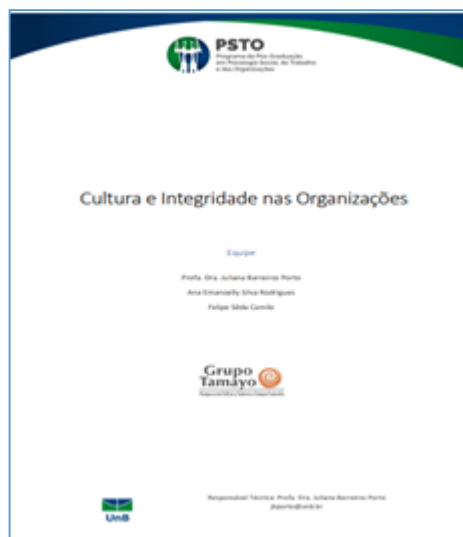 PSTO
Programa de Pós-Graduação
em Psicologia Social, do Trabalho
e das Organizações
Cultura e Integridade nas Organizações
Equipe
Profa. Dra. Juliana Barreiros Porto
Ana Emanoelly Silva Rodrigues
Felipe Camilo
Grupo
Tamayo
UnB
Responsável Técnica: Profa. Dra. Juliana Barreiros Porto
jbporto@unb.br